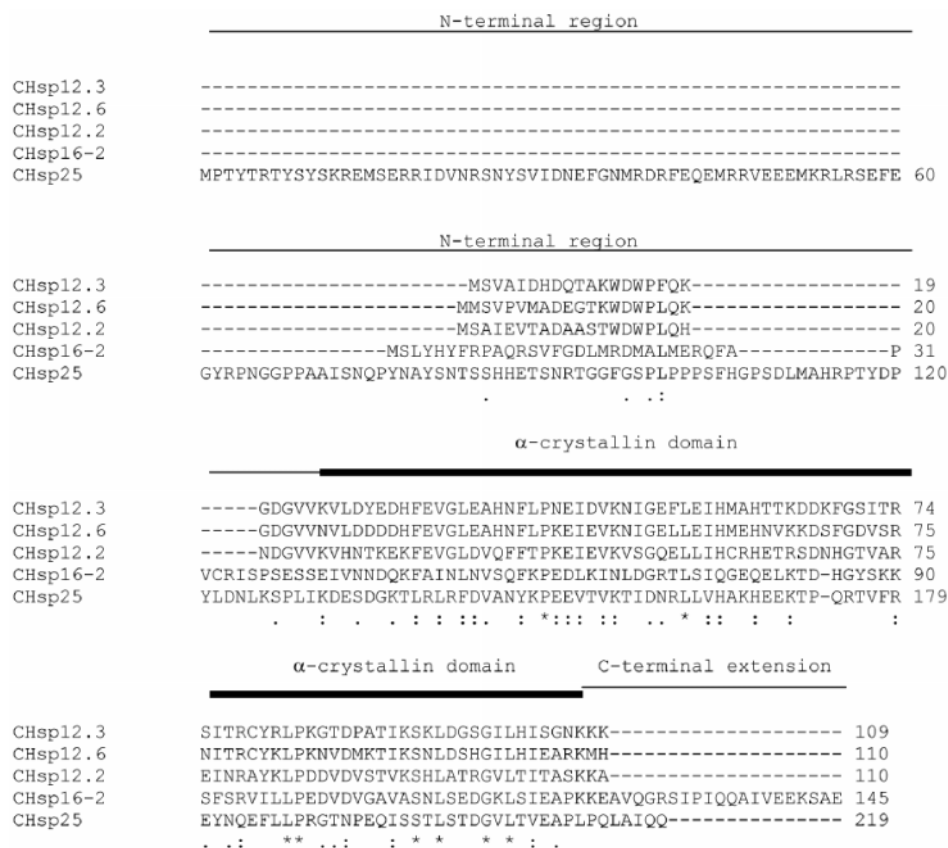 N-terminal region
CHsp12.3 ------------------------------------------------------------
CHsp12.6 ------------------------------------------------------------
CHsp12.2 ------------------------------------------------------------
CHsp16-2 ------------------------------------------------------------
CHsp25 MPTYTRTYSYSKREMSERRIDVNRSNYSVIDNEFGNMRDRFEQEMRRVEEEMKRLRSEFE 60
N-terminal region
CHsp12.3 -----------------------MSVAIDHDQTAKWDWPFQK------------------ 19
CHsp12.6 ----------------------MMSVPVMADEGTKWDWPLQK------------------ 20
CHsp12.2 ----------------------MSAIEVTADAASTWDWPLQH------------------ 20
CHsp16-2 ----------------MSLYHYFRPAQRSVFGDLMRDMALMERQFA-------------P 31
CHsp25 GYRPNGGPPAAISNQPYNAYSNTSSHHETSNRTGGFGSPLPPPSFHGPSDLMAHRPTYDP 120
. . .:
α-crystallin domain
CHsp12.3 -----GDGVVKVLDYEDHFEVGLEAHNFLPNEIDVKNIGEFLEIHMAHTTKDDKFGSITR 74
CHsp12.6 -----GDGVVNVLDDDDHFEVGLEAHNFLPKEIEVKNIGELLEIHMEHNVKKDSFGDVSR 75
CHsp12.2 -----NDGVVKVHNTKEKFEVGLDVQFFTPKEIEVKVSGQELLIHCRHETRSDNHGTVAR 75
CHsp16-2 VCRISPSESSEIVNNDQKFAINLNVSQFKPEDLKINLDGRTLSIQGEQELKTD-HGYSKK 90
CHsp25 YLDNLKSPLIKDESDGKTLRLRFDVANYKPEEVTVKTIDNRLLVHAKHEEKTP-QRTVFR 179
. : . . : : ::. : *::: :: .. * :: : : :
α-crystallin domain C-terminal extension
CHsp12.3 SITRCYRLPKGTDPATIKSKLDGSGILHISGNKKK-------------------- 109
CHsp12.6 NITRCYKLPKNVDMKTIKSNLDSHGILHIEARKMH-------------------- 110
CHsp12.2 EINRAYKLPDDVDVSTVKSHLATRGVLTITASKKA-------------------- 110
CHsp16-2 SFSRVILLPEDVDVGAVASNLSEDGKLSIEAPKKEAVQGRSIPIQQAIVEEKSAE 145
CHsp25 EYNQEFLLPRGTNPEQISSTLSTDGVLTVEAPLPQLAIQQ--------------- 219
. .: ** ..: : * * * * : .